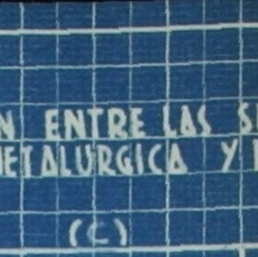 N ENTRE LAS S
ETALURGICA Y
(C)